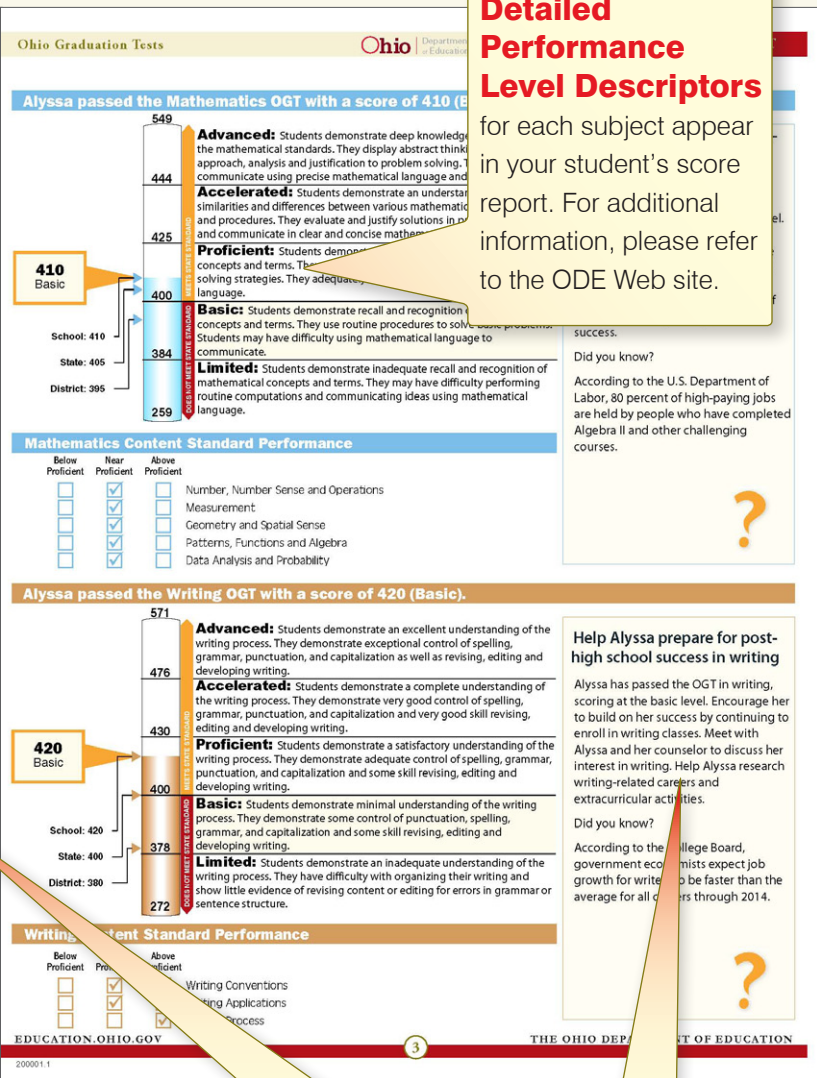 Ohio Graduation Tests
Ohio Department
of Education
Detailed
Performance
Level Descriptors
for each subject appear
in your student's score
report. For additional
information, please refer
to the ODE Web site.
Alyssa passed the Mathematics OGT with a score of 410 (B
549
444
425
400
384
259
410
Basic
School: 410
State: 405
District: 395
MEETS STATE STANDARD
DOES NOT MEET STATE STANDARD
Advanced: Students demonstrate deep knowledge
the mathematical standards. They display abstract thinki
approach, analysis and justification to problem solving. T
communicate using precise mathematical language and
Accelerated: Students demonstrate an understan
similarities and differences between various mathematic
and procedures. They evaluate and justify solutions in
and communicate in clear and concise mathem
Proficient: Students demonst
concepts and terms. The
solving strategies. They adequately
language.
Basic: Students demonstrate recall and recognition
concepts and terms. They use routine procedures to solve basic problems.
Students may have difficulty using mathematical language to
communicate.
Limited: Students demonstrate inadequate recall and recognition of
mathematical concepts and terms. They may have difficulty performing
routine computations and communicating ideas using mathematical
language.
el.
f
success.
Did you know?
According to the U.S. Department of
Labor, 80 percent of high-paying jobs
are held by people who have completed
Algebra II and other challenging
courses.
?
Mathematics Content Standard Performance
Below Proficient Near Proficient Above Proficient
Number, Number Sense and Operations
Measurement
Geometry and Spatial Sense
Patterns, Functions and Algebra
Data Analysis and Probability
Alyssa passed the Writing OGT with a score of 420 (Basic).
571
476
430
400
378
272
420
Basic
School: 420
State: 400
District: 380
MEETS STATE STANDARD
DOES NOT MEET STATE STANDARD
Advanced: Students demonstrate an excellent understanding of the
writing process. They demonstrate exceptional control of spelling,
grammar, punctuation, and capitalization as well as revising, editing and
developing writing.
Accelerated: Students demonstrate a complete understanding of
the writing process. They demonstrate very good control of spelling,
grammar, punctuation, and capitalization and very good skill revising,
editing and developing writing.
Proficient: Students demonstrate a satisfactory understanding of the
writing process. They demonstrate adequate control of spelling, grammar,
punctuation, and capitalization and some skill revising, editing and
developing writing.
Basic: Students demonstrate minimal understanding of the writing
process. They demonstrate some control of punctuation, spelling,
grammar, and capitalization and some skill revising, editing and
developing writing.
Limited: Students demonstrate an inadequate understanding of the
writing process. They have difficulty with organizing their writing and
show little evidence of revising content or editing for errors in grammar or
sentence structure.
Help Alyssa prepare for post-
high school success in writing
Alyssa has passed the OGT in writing,
scoring at the basic level. Encourage her
to build on her success by continuing to
enroll in writing classes. Meet with
Alyssa and her counselor to discuss her
interest in writing. Help Alyssa research
writing-related careers and
extracurricular activities.
Did you know?
According to the College Board,
government economists expect job
growth for write o be faster than the
average for all ers through 2014.
?
Writing tent Standard Performance
Below Proficient Pro Above ficient
Writing Conventions
ting Applications
Process
EDUCATION.OHIO.GOV
3
THE OHIO DEPA NT OF EDUCATION
200001.1